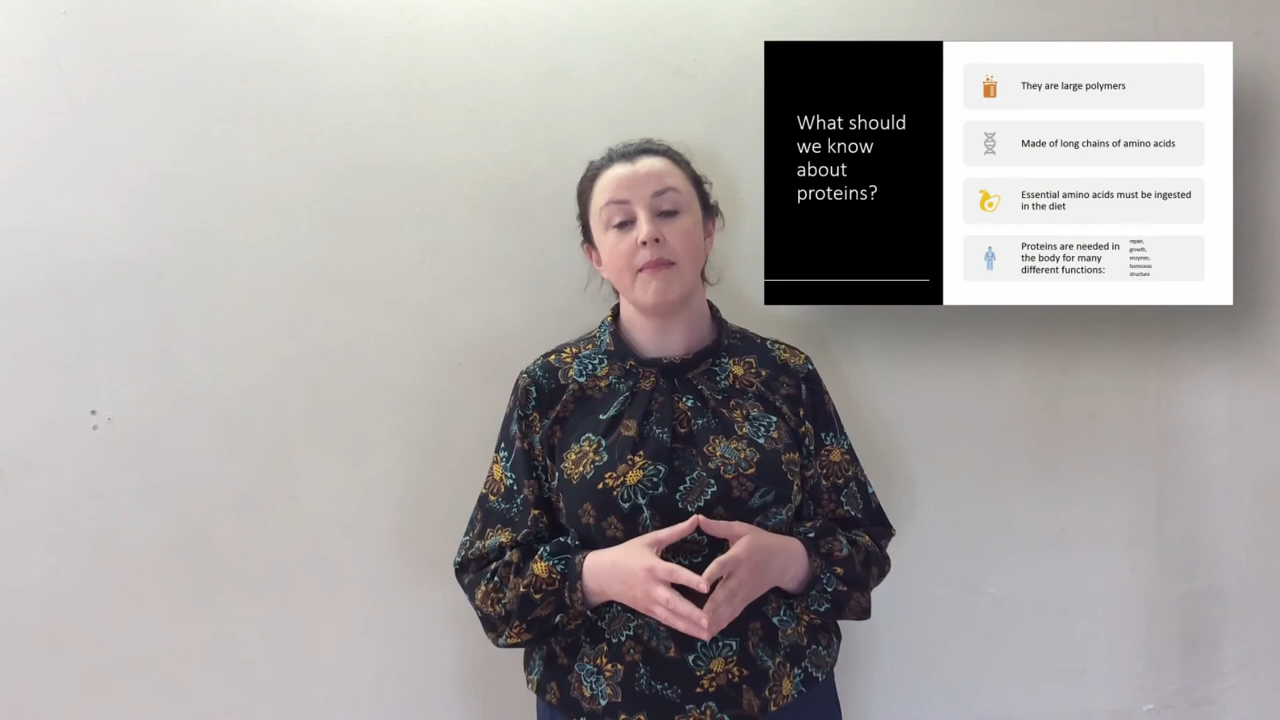 What should
we know
about
proteins?
They are large polymers
Made of long chains of amino acids
Essential amino acids must be ingested
in the diet
Proteins are needed in
the body for many
different functions:
repair,
growth,
enzymes,
hormones
structure